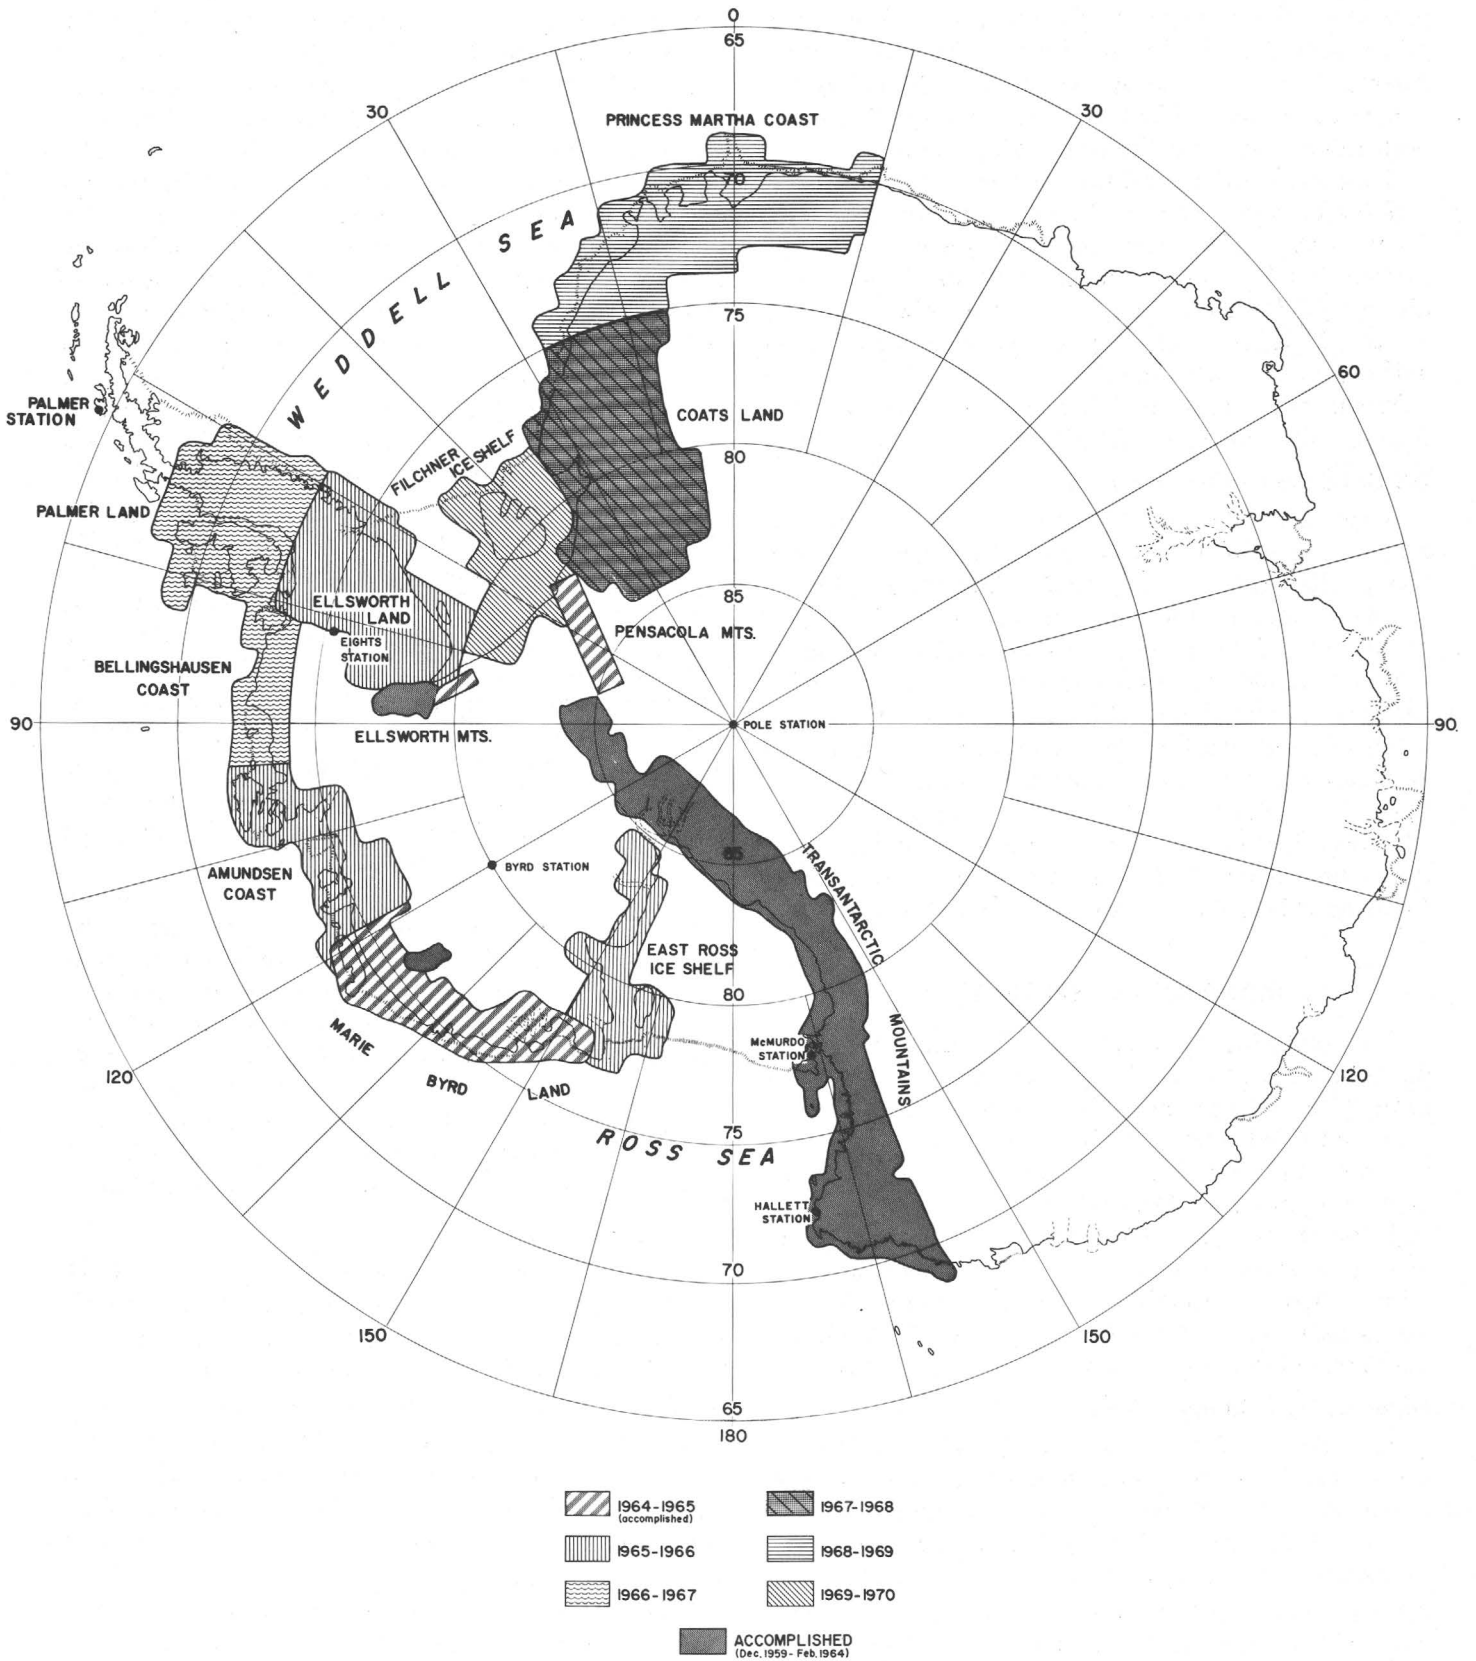 0
65
30
30
PRINCESS MARTHA COAST
70
WEDDELL SEA
75
60
PALMER
STATION
COATS LAND
FILCHNER
ICE SHELF
80
PALMER LAND
85
ELLSWORTH
LAND
PENSACOLA MTS.
EIGHTS
STATION
BELLINGSHAUSEN
COAST
90
POLE STATION
90
ELLSWORTH MTS.
85
TRANSANTARCTIC
MOUNTAINS
BYRD STATION
AMUNDSEN
COAST
EAST ROSS
ICE SHELF
80
MARIE
BYRD
LAND
McMURDO
STATION
120
120
75
ROSS SEA
HALLETT
STATION
70
150
150
65
180
1964-1965
(accomplished)
1967-1968
1965-1966
1968-1969
1966-1967
1969-1970
ACCOMPLISHED
(Dec. 1959 - Feb. 1964)